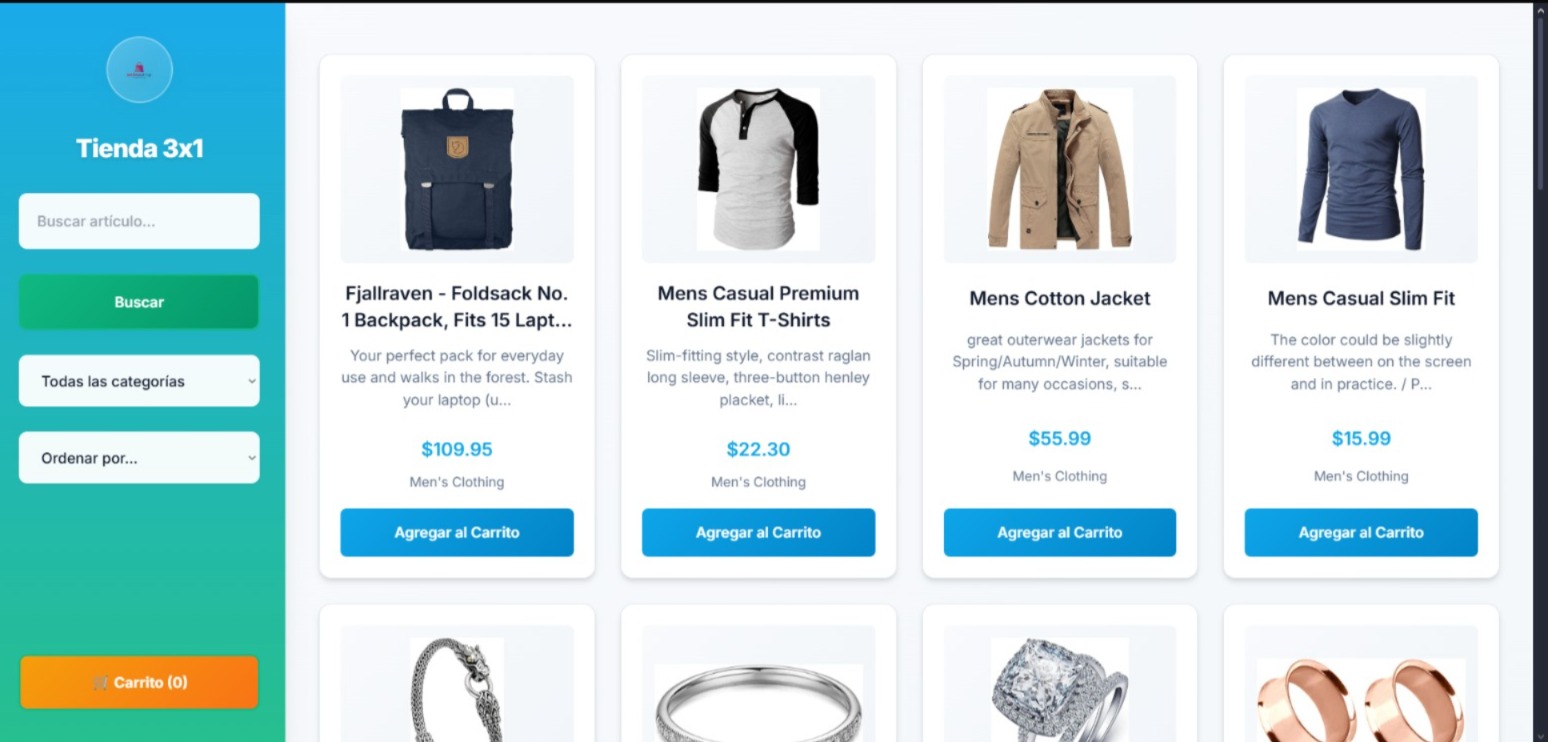 Tienda 3x1
Buscar artículo...
Buscar
Todas las categorías
Ordenar por...
🛒 Carrito (0)
Fjallraven - Foldsack No.
1 Backpack, Fits 15 Lapt...
Your perfect pack for everyday
use and walks in the forest. Stash
your laptop (u...
$109.95
Men's Clothing
Agregar al Carrito
Mens Casual Premium
Slim Fit T-Shirts
Slim-fitting style, contrast raglan
long sleeve, three-button henley
placket, li...
$22.30
Men's Clothing
Agregar al Carrito
Mens Cotton Jacket
great outerwear jackets for
Spring/Autumn/Winter, suitable
for many occasions, s...
$55.99
Men's Clothing
Agregar al Carrito
Mens Casual Slim Fit
The color could be slightly
different between on the screen
and in practice. / P...
$15.99
Men's Clothing
Agregar al Carrito